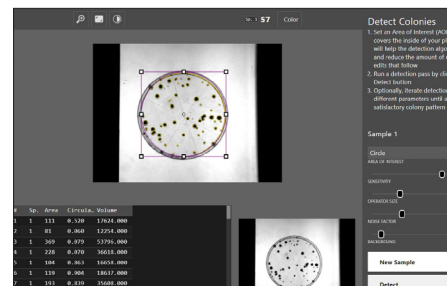 57 Color
Detect Colonies
1. Set an Area of Interest (AOI
covers the inside of your pl
will help the detection algo
and reduce the amount of
edits that follow
2. Run a detection pass by cli
Detect button
3. Optionally, iterate detection
different parameters until a
satisfactory colony pattern
Sample 1
Circle
AREA OF INTEREST
SENSITIVITY
OPERATOR SIZE
NOISE FACTOR
BACKGROUND
New Sample
Detect
# Sp. Area Circula… Volume
1 1 111 0.520 17624.000
2 1 81 0.060 12254.000
3 1 369 0.079 53796.000
4 1 228 0.070 36618.000
5 1 104 0.863 16658.000
6 1 119 0.904 18637.000
7 1 193 0.839 35608.000